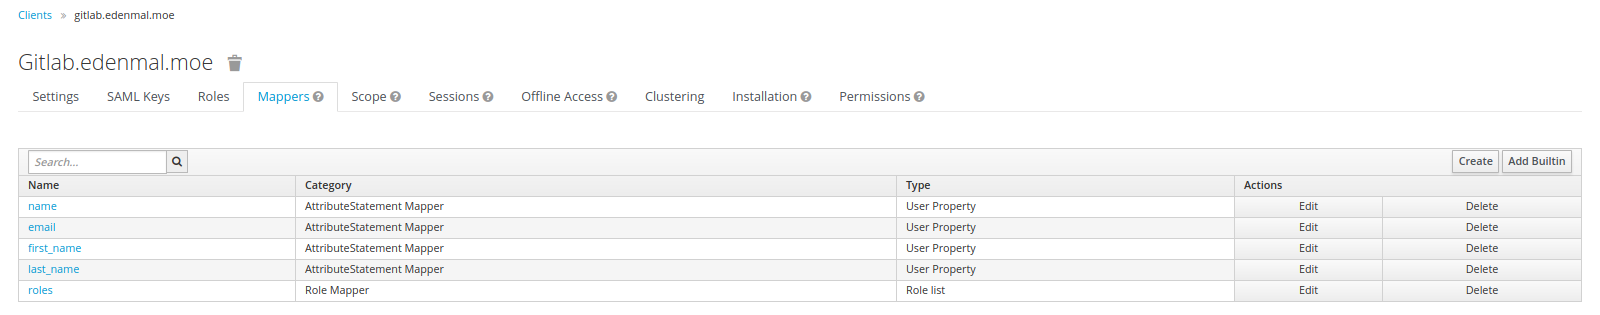 Clients » gitlab.edenmal.moe
Gitlab.edenmal.moe
Settings SAML Keys Roles Mappers ? Scope ? Sessions ? Offline Access ? Clustering Installation ? Permissions ?
Search... Create Add Builtin
Name Category Type Actions
name AttributeStatement Mapper User Property Edit Delete
email AttributeStatement Mapper User Property Edit Delete
first_name AttributeStatement Mapper User Property Edit Delete
last_name AttributeStatement Mapper User Property Edit Delete
roles Role Mapper Role list Edit Delete